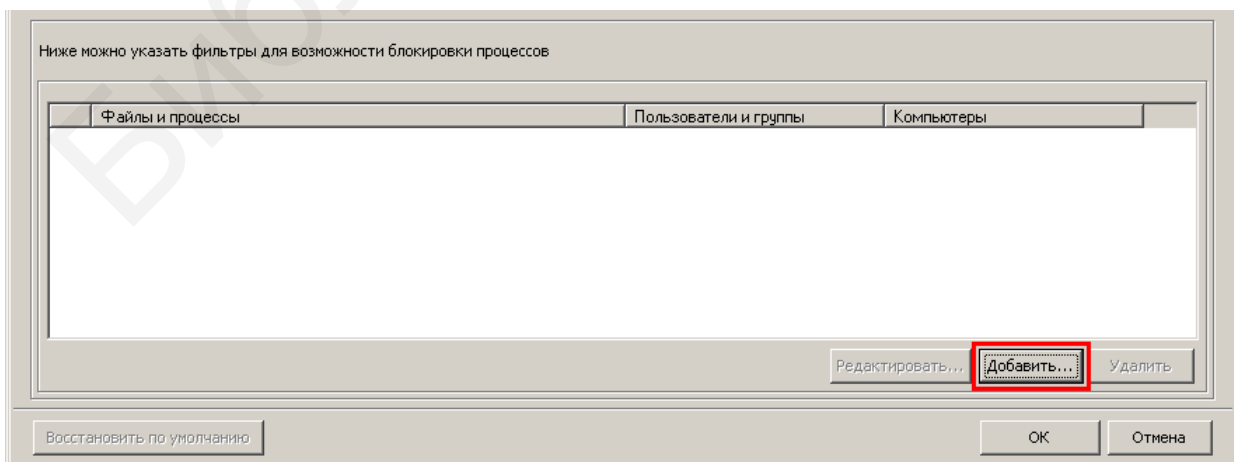 Ниже можно указать фильтры для возможности блокировки процессов
Файлы и процессы Пользователи и группы Компьютеры
Редактировать... Добавить... Удалить
Восстановить по умолчанию ОК Отмена